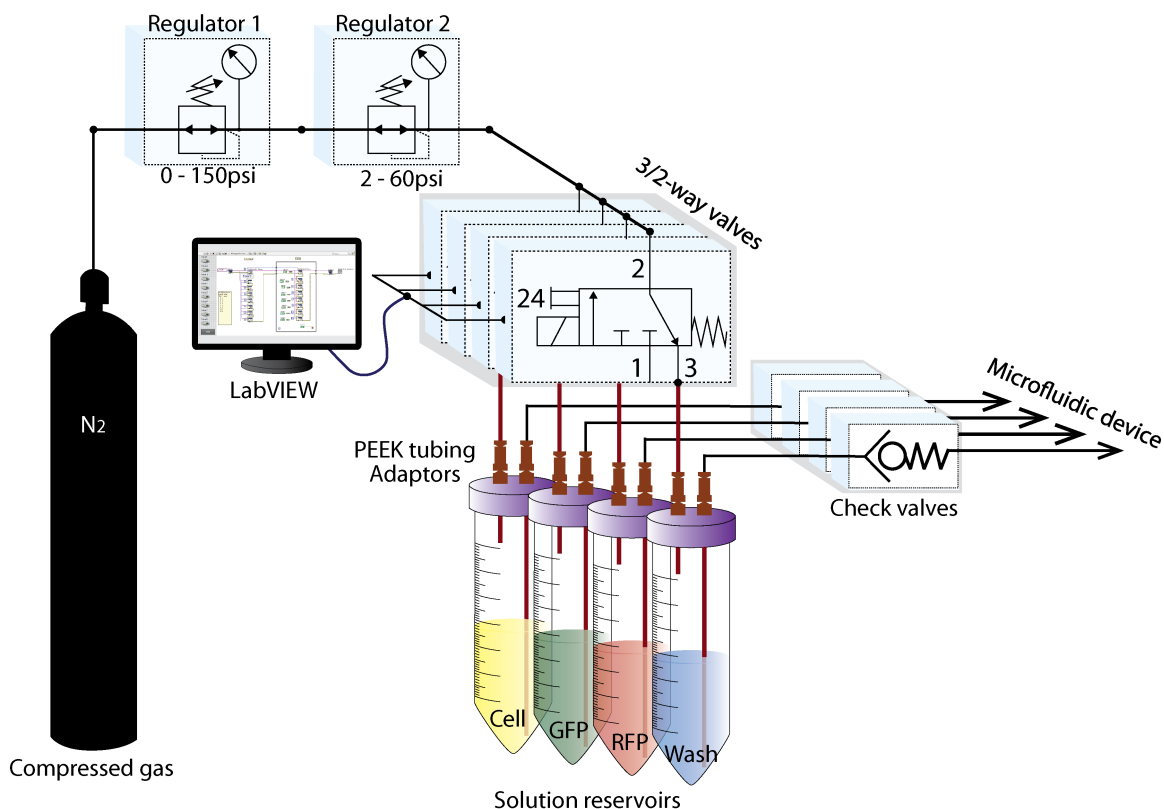 Regulator 1
Regulator 2
0 - 150psi
2 - 60psi
3/2-way valves
2
24
1
3
LabVIEW
N2
Microfluidic device
PEEK tubing
Adaptors
Check valves
Cell
GFP
RFP
Wash
Compressed gas
Solution reservoirs